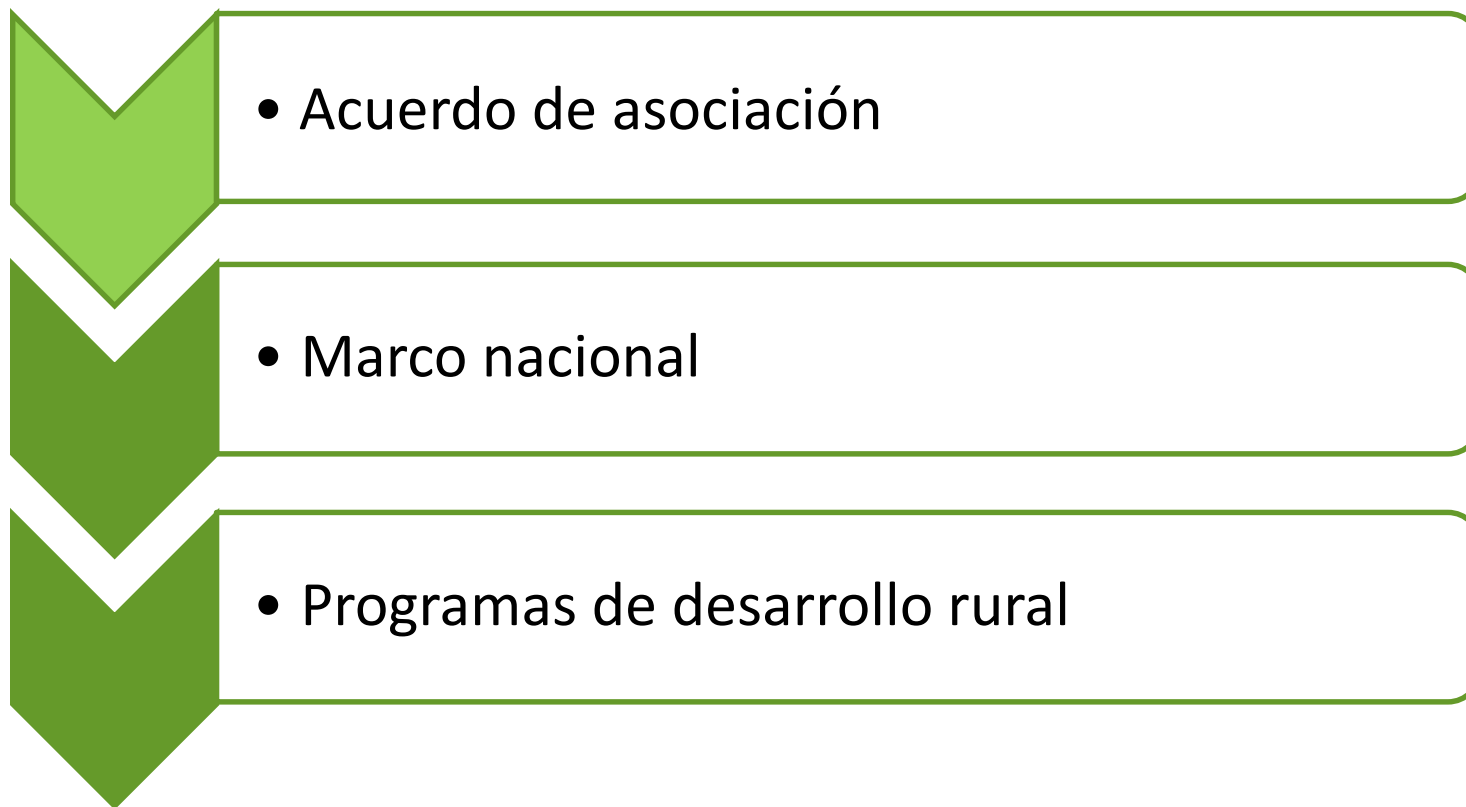 • Acuerdo de asociación
• Marco nacional
• Programas de desarrollo rural